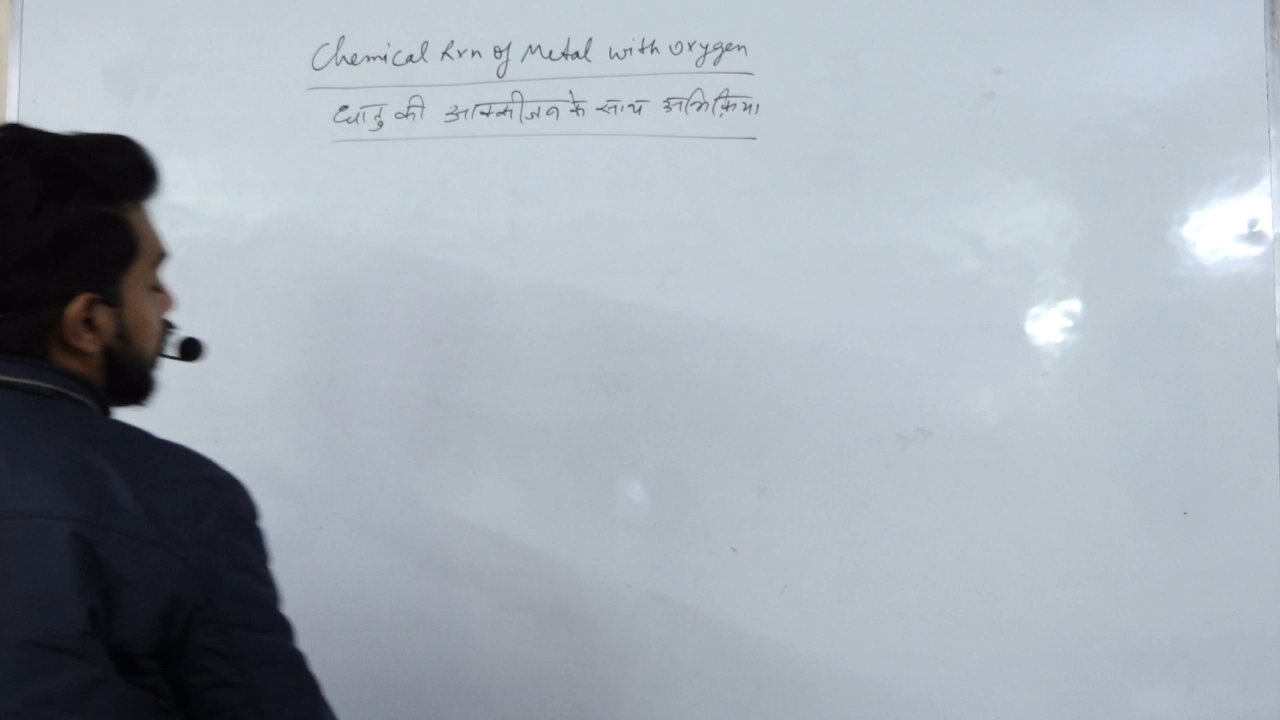 Chemical Rxn of Metal with oxygen
धातु की आक्सीजन के साथ अभिक्रिया